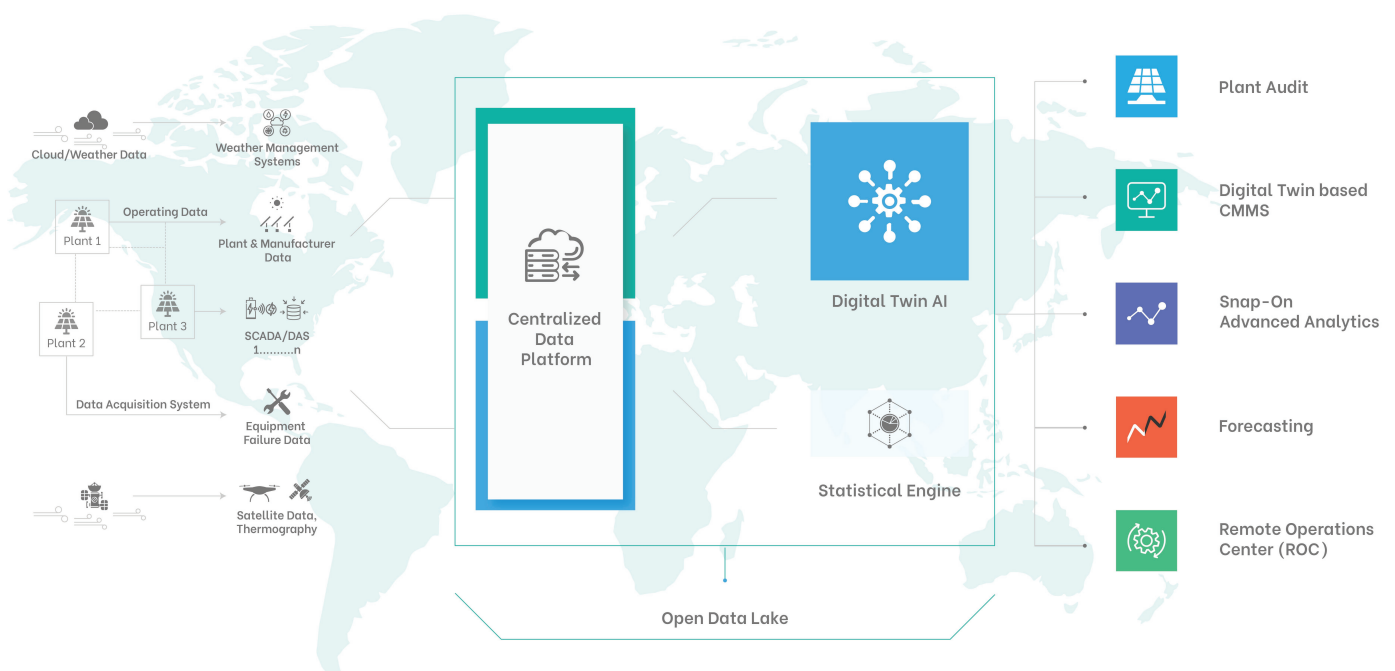 Cloud/Weather Data
Weather Management
Systems
Plant 1
Operating Data
Plant & Manufacturer
Data
Plant 2
Plant 3
SCADA/DAS
1..........n
Data Acquisition System
Equipment
Failure Data
Satellite Data,
Thermography
Centralized
Data
Platform
Digital Twin AI
Statistical Engine
Open Data Lake
Plant Audit
Digital Twin based
CMMS
Snap-On
Advanced Analytics
Forecasting
Remote Operations
Center (ROC)